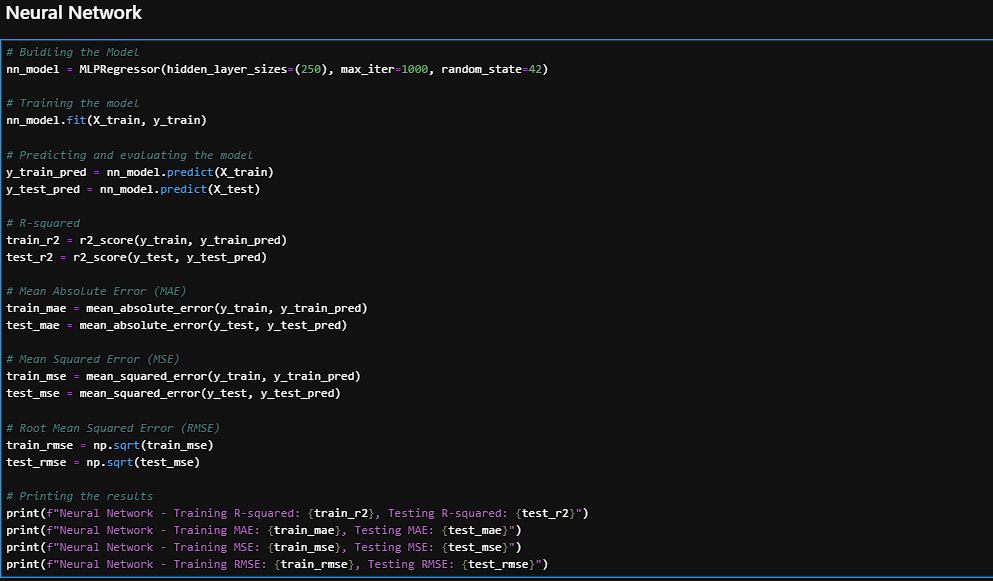 Neural Network
# Buidling the Model
nn_model = MLPRegressor(hidden_layer_sizes=(250), max_iter=1000, random_state=42)
# Training the model
nn_model.fit(X_train, y_train)
# Predicting and evaluating the model
y_train_pred = nn_model.predict(X_train)
y_test_pred = nn_model.predict(X_test)
# R-squared
train_r2 = r2_score(y_train, y_train_pred)
test_r2 = r2_score(y_test, y_test_pred)
# Mean Absolute Error (MAE)
train_mae = mean_absolute_error(y_train, y_train_pred)
test_mae = mean_absolute_error(y_test, y_test_pred)
# Mean Squared Error (MSE)
train_mse = mean_squared_error(y_train, y_train_pred)
test_mse = mean_squared_error(y_test, y_test_pred)
# Root Mean Squared Error (RMSE)
train_rmse = np.sqrt(train_mse)
test_rmse = np.sqrt(test_mse)
# Printing the results
print(f"Neural Network - Training R-squared: {train_r2}, Testing R-squared: {test_r2}")
print(f"Neural Network - Training MAE: {train_mae}, Testing MAE: {test_mae}")
print(f"Neural Network - Training MSE: {train_mse}, Testing MSE: {test_mse}")
print(f"Neural Network - Training RMSE: {train_rmse}, Testing RMSE: {test_rmse}")